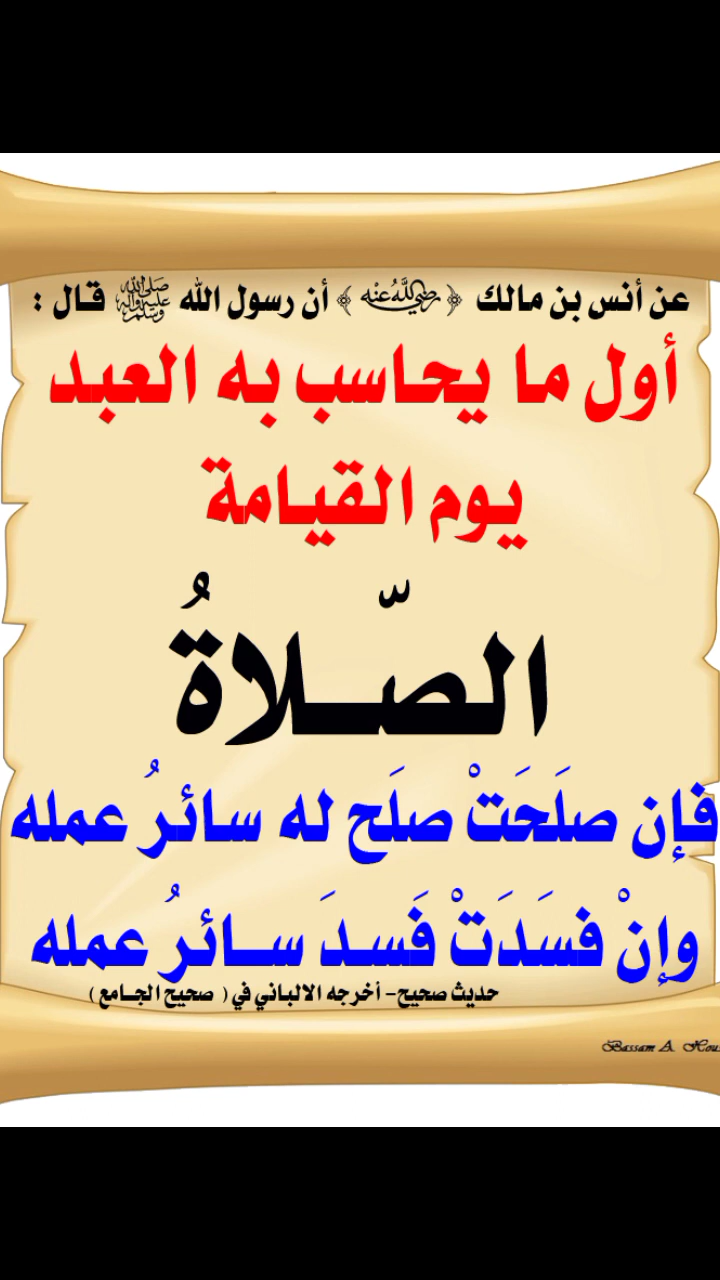 عن أنس بن مالك ﴿ رضي الله عنه ﴾ أن رسول الله ﷺ قال :
أول ما يحاسب به العبد
يوم القيامة
الصّلاةُ
فإن صلَحَتْ صلَح له سائرُ عمله
وإنْ فسَدَتْ فَسدَ سائرُ عمله
حديث صحيح- أخرجه الالباني في ( صحيح الجامع )
Bassam A.